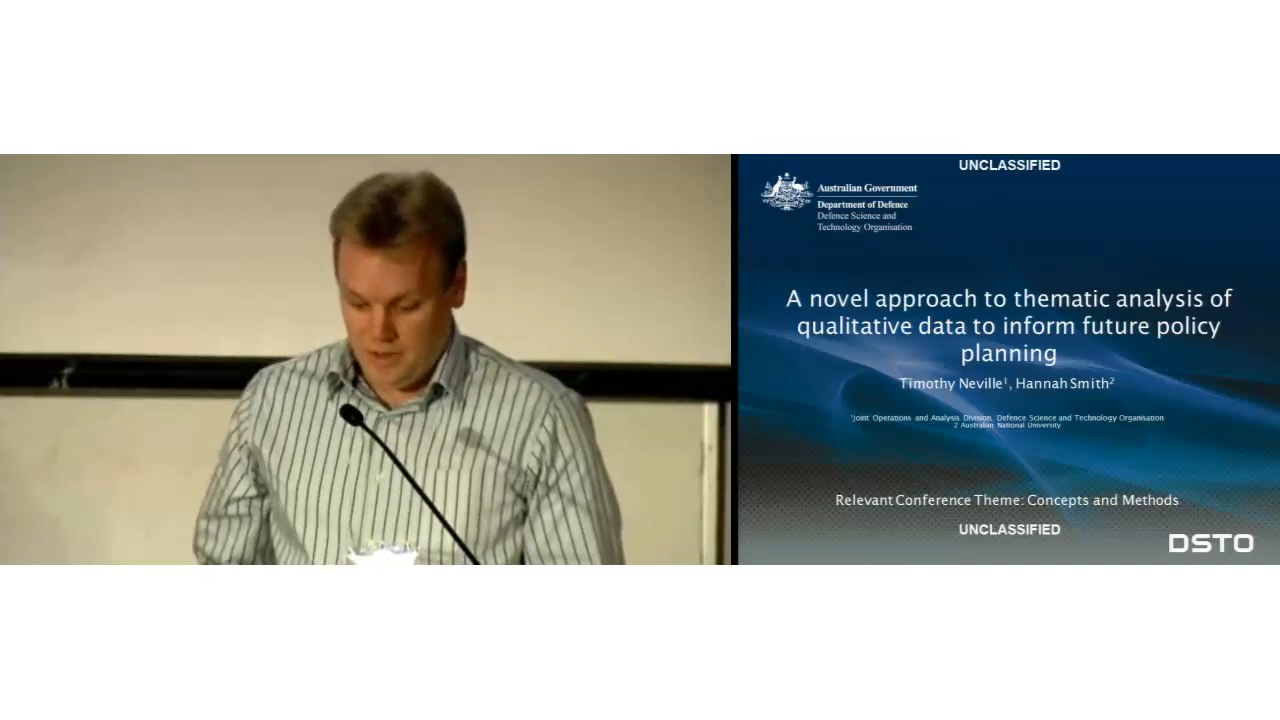 UNCLASSIFIED
Australian Government
Department of Defence
Defence Science and
Technology Organisation
A novel approach to thematic analysis of
qualitative data to inform future policy
planning
Timothy Neville¹, Hannah Smith²
¹Joint Operations and Analysis Division, Defence Science and Technology Organisation
2 Australian National University
Relevant Conference Theme: Concepts and Methods
UNCLASSIFIED
DSTO